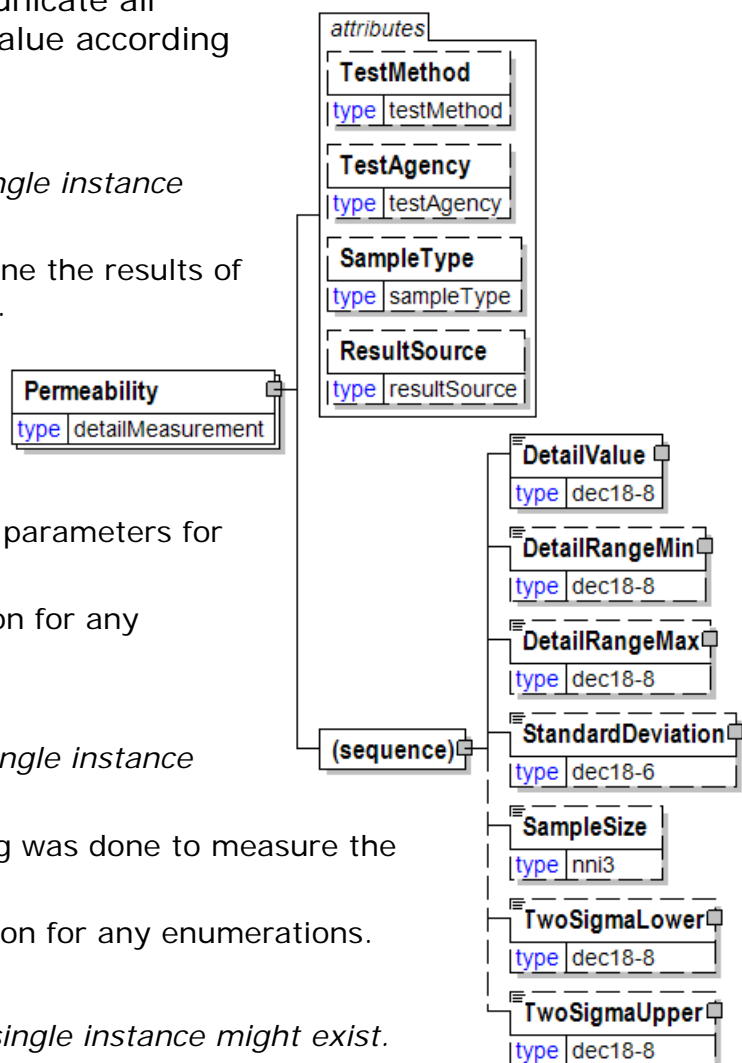 unicate all
value according
ngle instance
ne the results of
.
parameters for
on for any
ngle instance
g was done to measure the
on for any enumerations.
single instance might exist.
attributes
TestMethod
type testMethod
TestAgency
type testAgency
SampleType
type sampleType
ResultSource
type resultSource
Permeability
type detailMeasurement
(sequence)
DetailValue
type dec18-8
DetailRangeMin
type dec18-8
DetailRangeMax
type dec18-8
StandardDeviation
type dec18-6
SampleSize
type nni3
TwoSigmaLower
type dec18-8
TwoSigmaUpper
type dec18-8